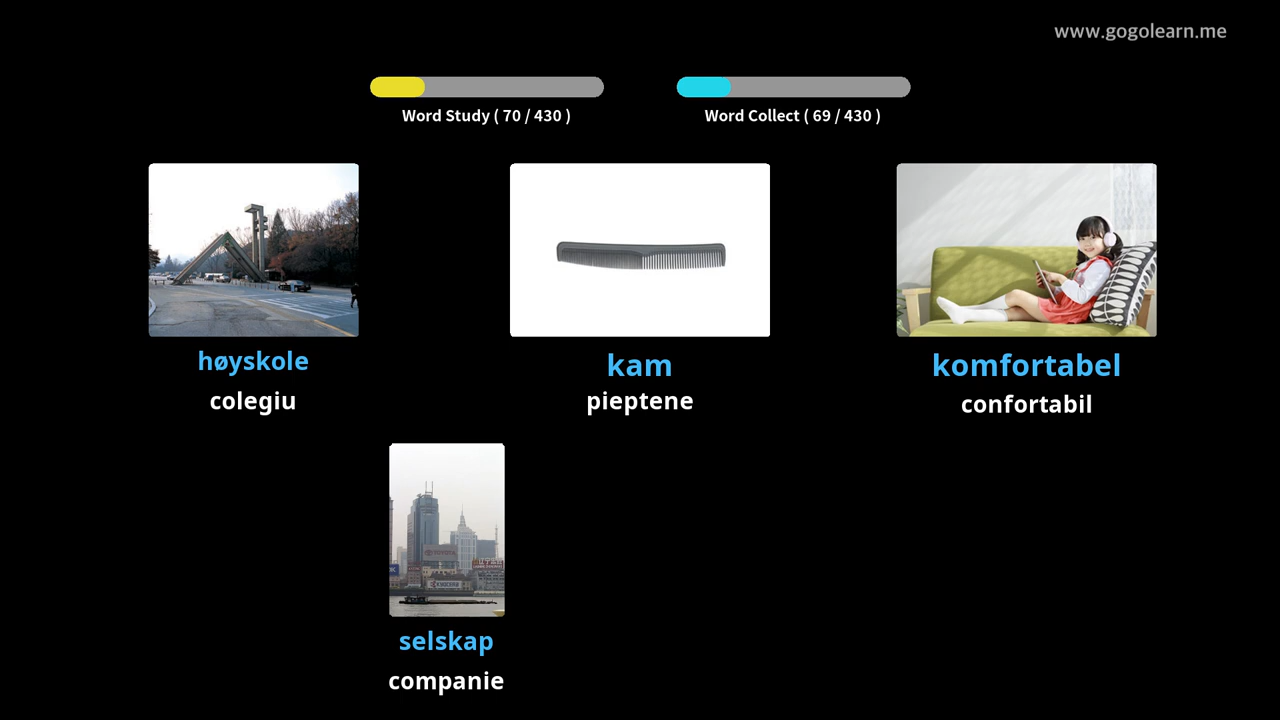 www.gogolearn.me
Word Study ( 70 / 430 )
Word Collect ( 69 / 430 )
høyskole
colegiu
kam
pieptene
komfortabel
confortabil
TOYOTA
selskap
companie